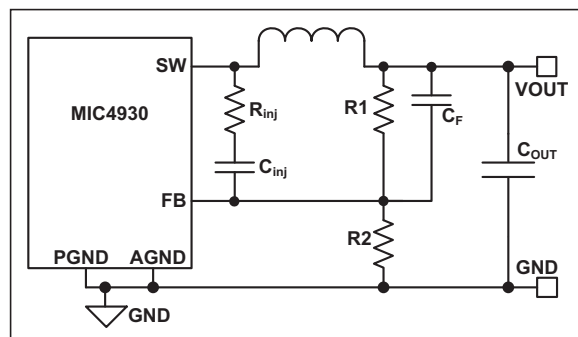 SW
VOUT
MIC4930
Rinj
R1
CF
Cinj
COUT
FB
R2
PGND
AGND
GND
GND